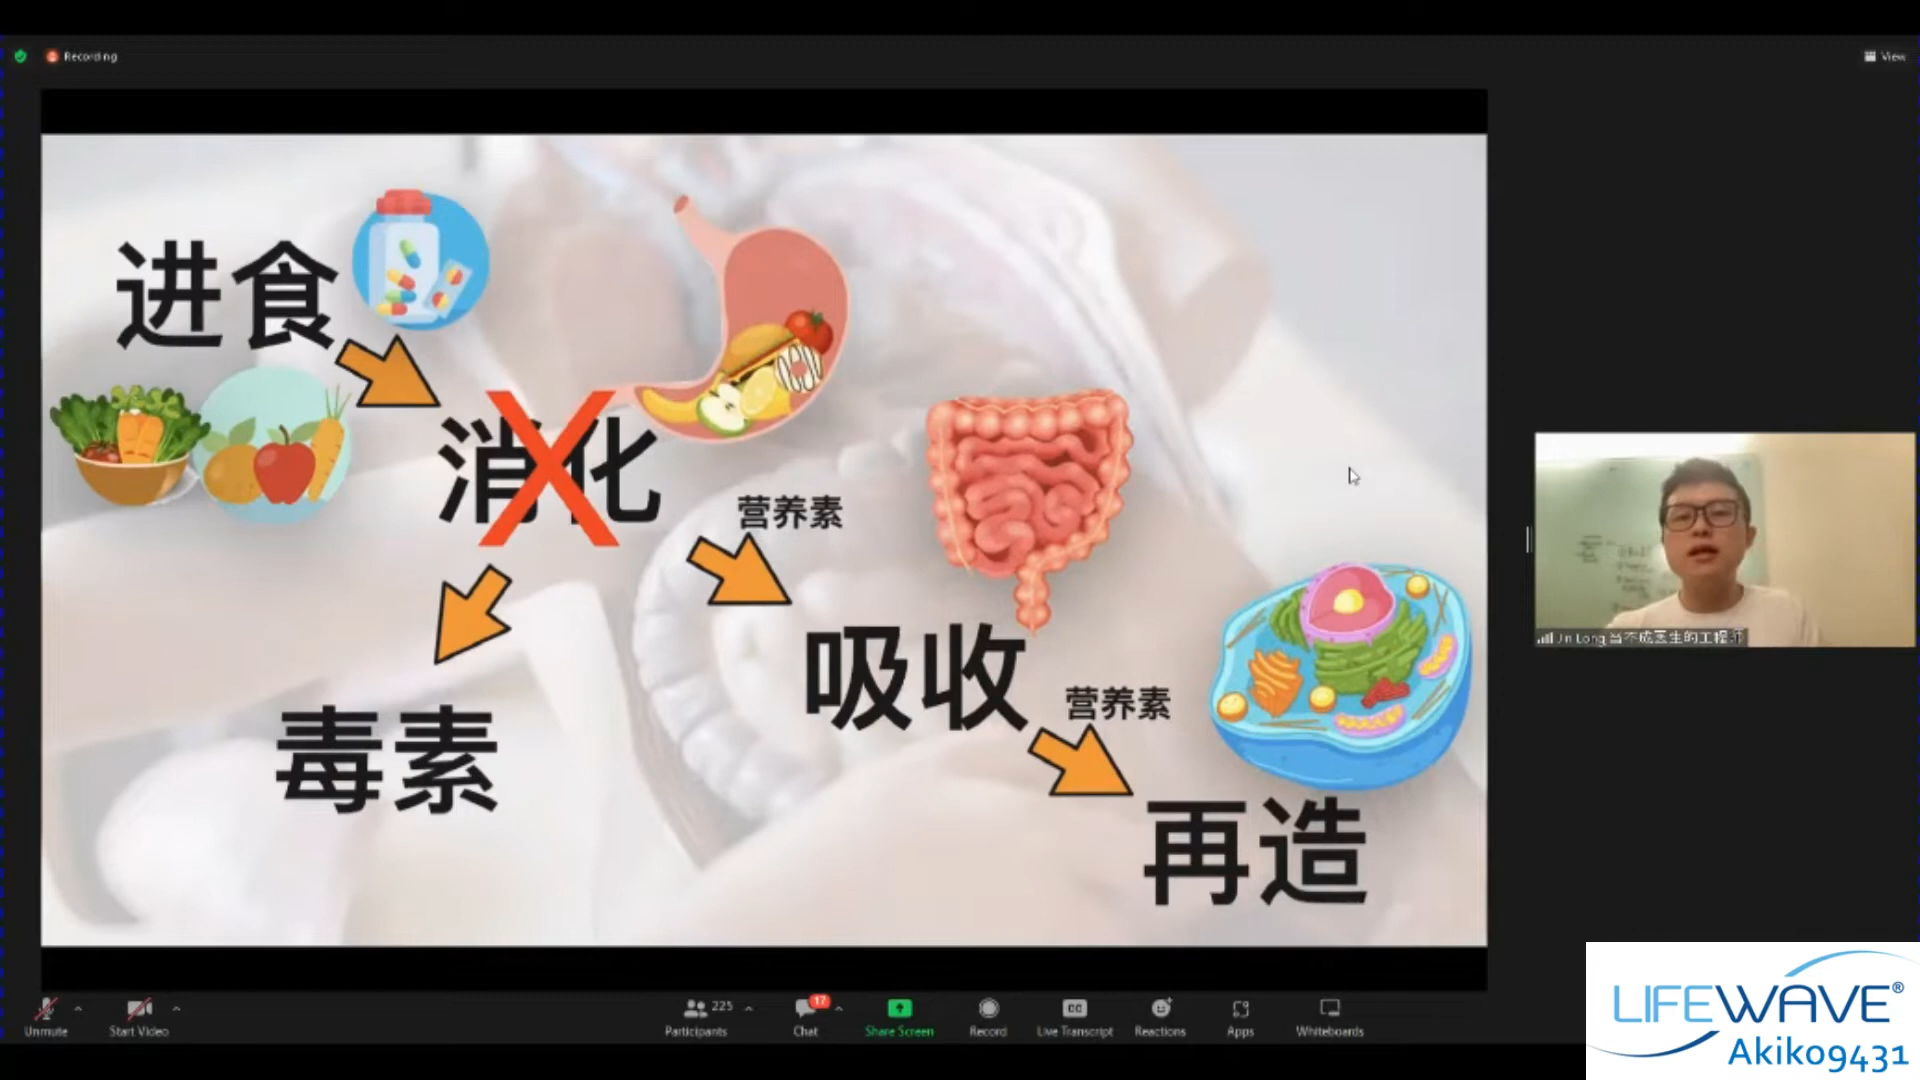 Recording
View
进食
消化
营养素
吸收
营养素
毒素
再造
Jin Long 当不成医生的工程师
Unmute
Start Video
225
Participants
17
Chat
Share Screen
Record
CC
Live Transcript
Reactions
Apps
Whiteboards
LIFEWAVE®
Akiko9431